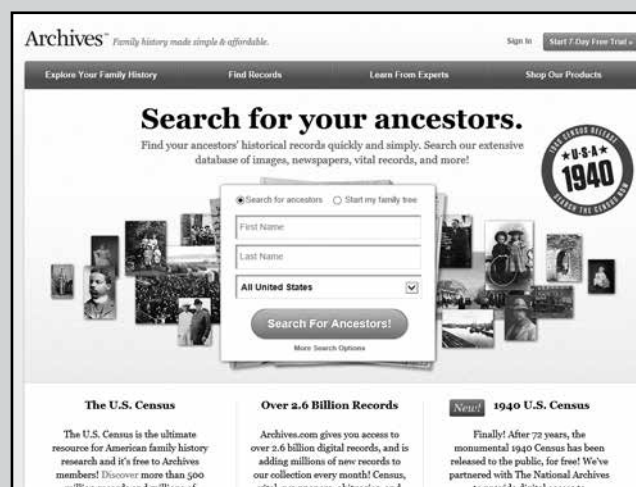 Archives™ Family history made simple & affordable.
Sign In Start 7 Day Free Trial »
Explore Your Family History Find Records Learn From Experts Shop Our Products
Search for your ancestors.
Find your ancestors' historical records quickly and simply. Search our extensive
database of images, newspapers, vital records, and more!
1940 CENSUS RELEASE
★U·S·A★
1940
SEARCH THE CENSUS NOW
Search for ancestors Start my family tree
First Name
Last Name
All United States
Search For Ancestors!
More Search Options
The U.S. Census
The U.S. Census is the ultimate
resource for American family history
research and it's free to Archives
members! Discover more than 500
Over 2.6 Billion Records
Archives.com gives you access to
over 2.6 billion digital records, and is
adding millions of new records to
our collection every month! Census,
New! 1940 U.S. Census
Finally! After 72 years, the
monumental 1940 Census has been
released to the public, for free! We've
partnered with The National Archives